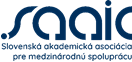 saaic
Slovenská akademická asociácia
pre medzinárodnú spoluprácu